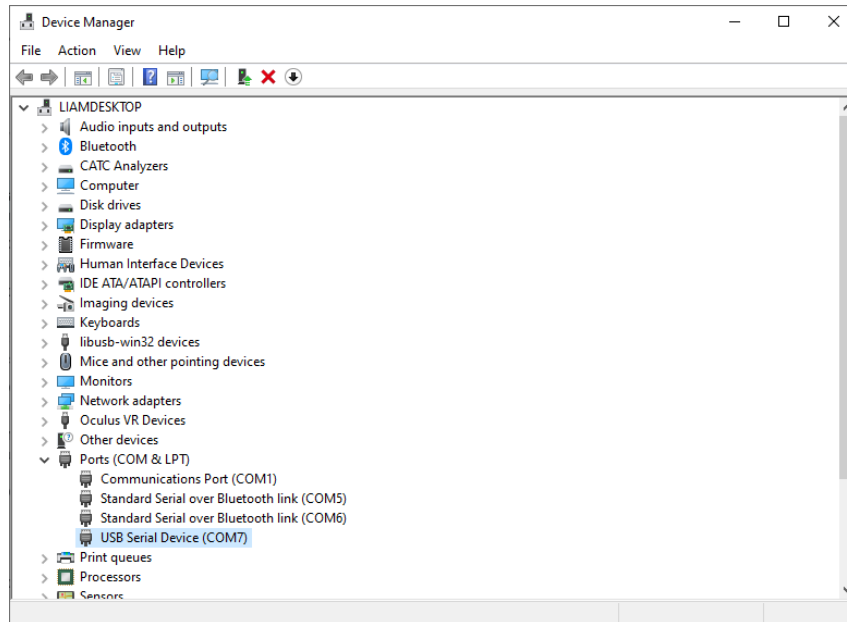 Device Manager
File Action View Help
LIAMDESKTOP
Audio inputs and outputs
Bluetooth
CATC Analyzers
Computer
Disk drives
Display adapters
Firmware
Human Interface Devices
IDE ATA/ATAPI controllers
Imaging devices
Keyboards
libusb-win32 devices
Mice and other pointing devices
Monitors
Network adapters
Oculus VR Devices
Other devices
Ports (COM & LPT)
Communications Port (COM1)
Standard Serial over Bluetooth link (COM5)
Standard Serial over Bluetooth link (COM6)
USB Serial Device (COM7)
Print queues
Processors
Sensors